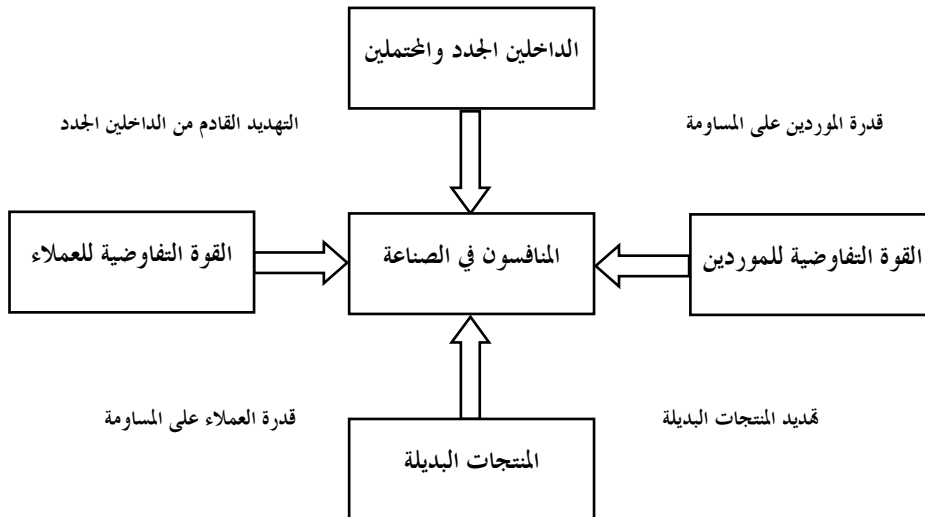 الداخلين الجدد والمحتملين
قدرة الموردين على المساومة
التهديد القادم من الداخلين الجدد
القوة التفاوضية للموردين
المنافسون في الصناعة
القوة التفاوضية للعملاء
تهديد المنتجات البديلة
قدرة العملاء على المساومة
المنتجات البديلة